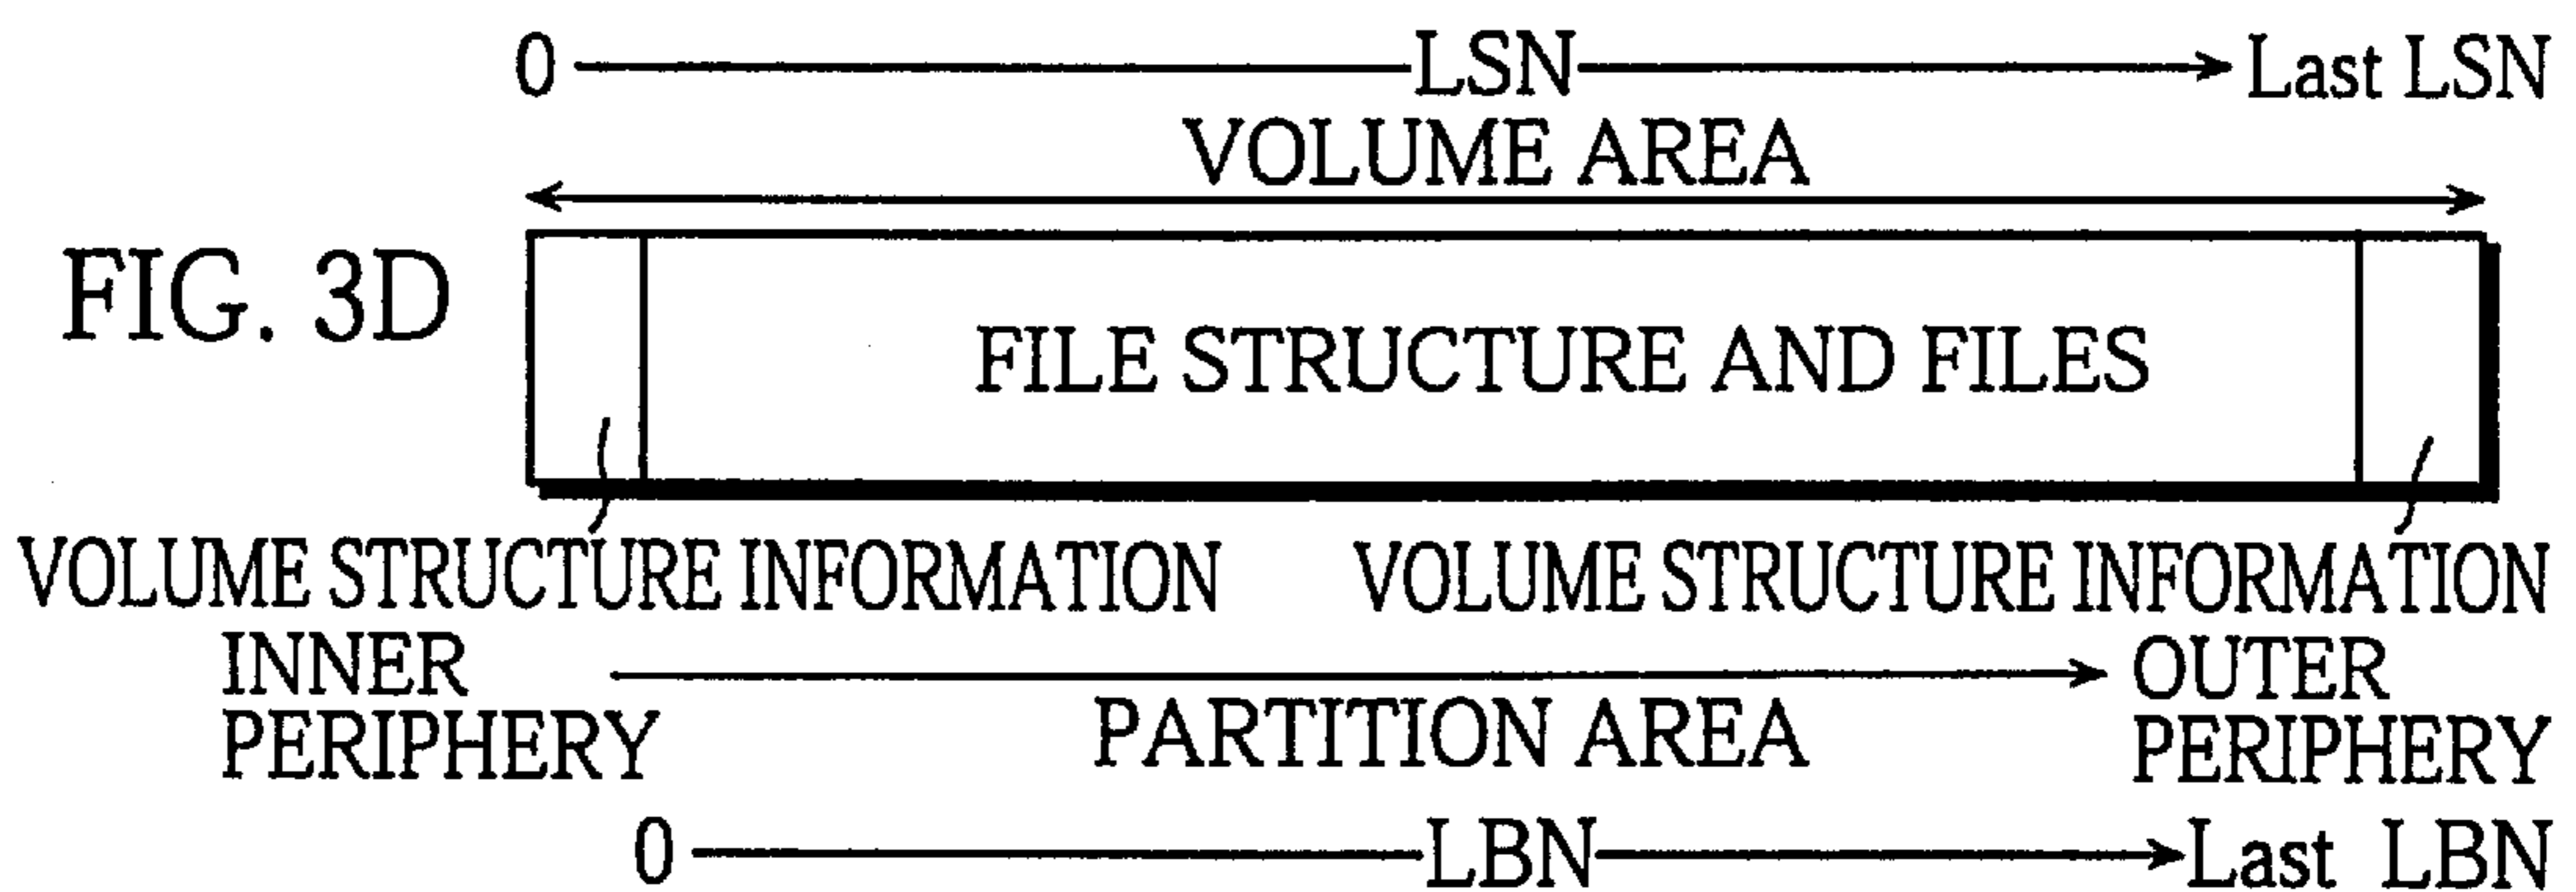 0 LSN Last LSN
VOLUME AREA
FIG. 3D
FILE STRUCTURE AND FILES
VOLUME STRUCTURE INFORMATION VOLUME STRUCTURE INFORMATION
INNER PERIPHERY
PARTITION AREA
OUTER PERIPHERY
0 LBN Last LBN